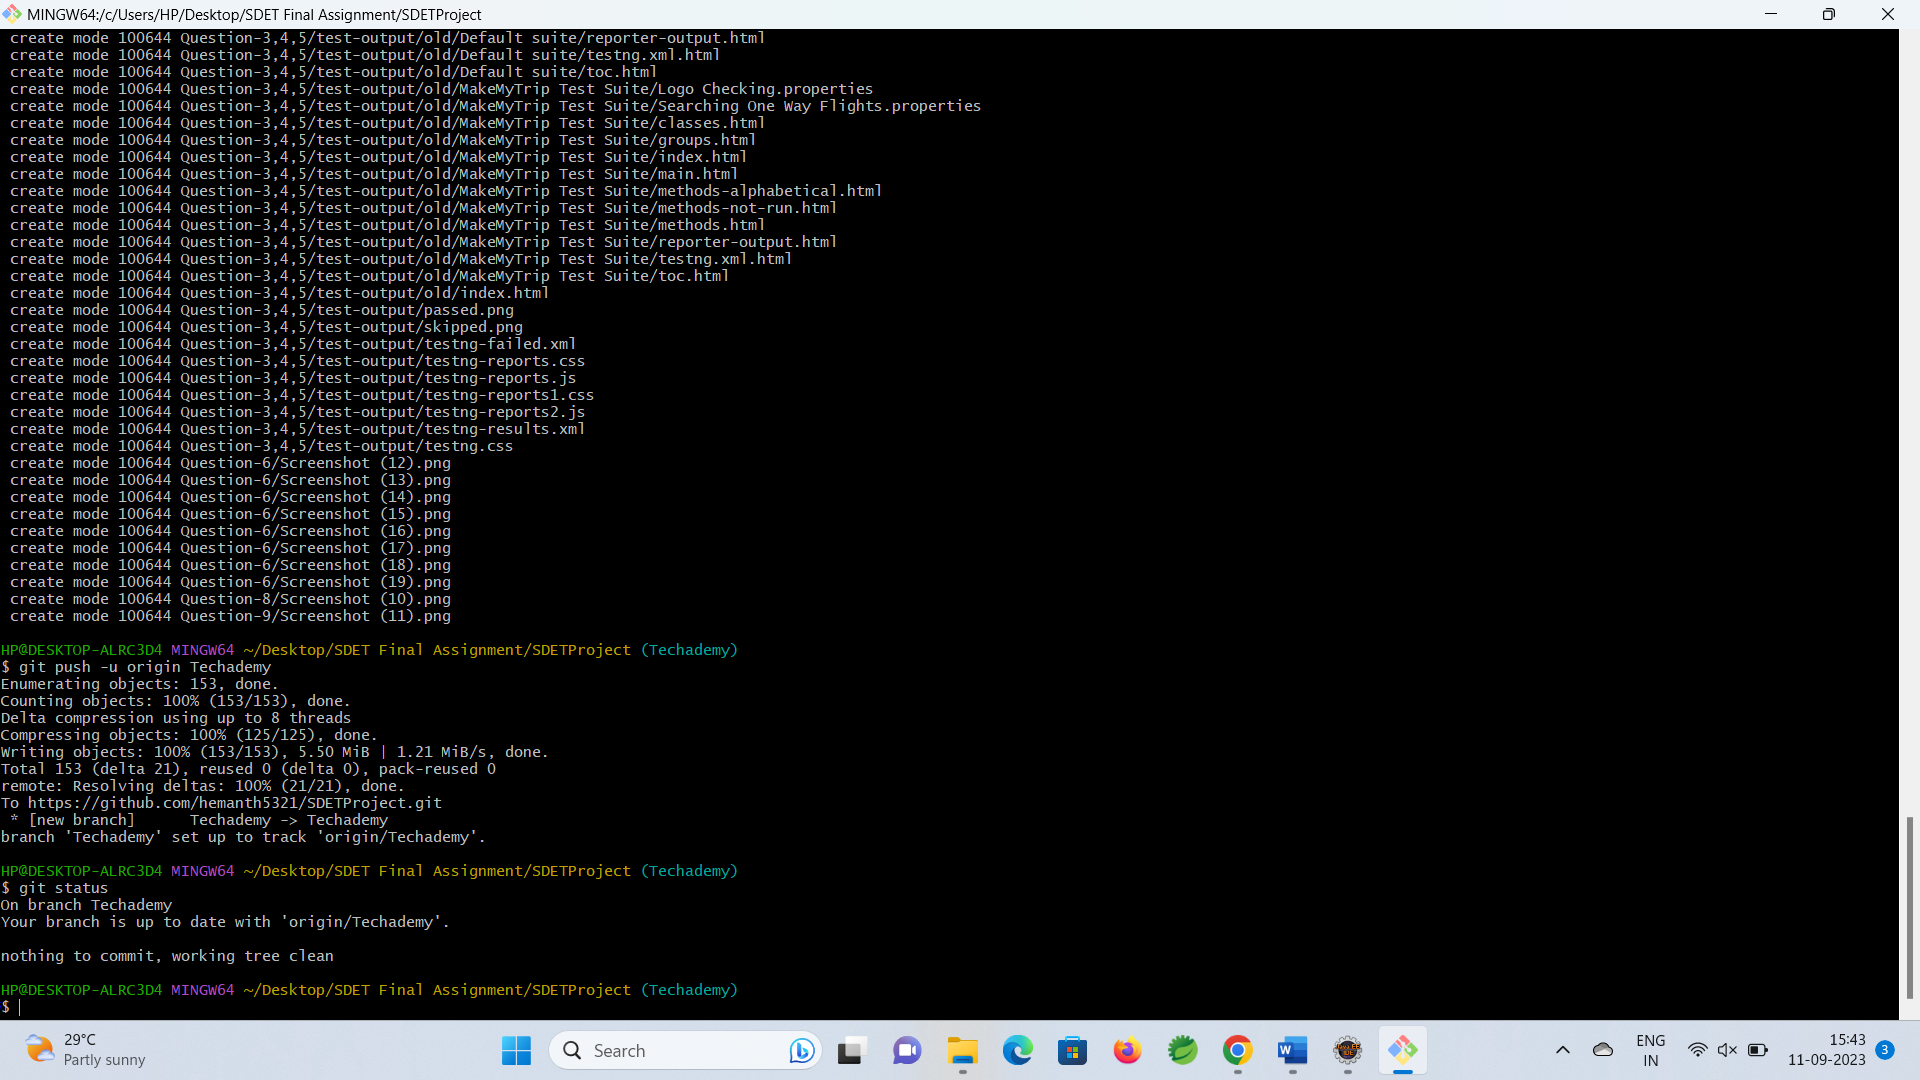 MINGW64:/c/Users/HP/Desktop/SDET Final Assignment/SDETProject
create mode 100644 Question-3,4,5/test-output/old/Default suite/reporter-output.html
create mode 100644 Question-3,4,5/test-output/old/Default suite/testng.xml.html
create mode 100644 Question-3,4,5/test-output/old/Default suite/toc.html
create mode 100644 Question-3,4,5/test-output/old/MakeMyTrip Test Suite/Logo Checking.properties
create mode 100644 Question-3,4,5/test-output/old/MakeMyTrip Test Suite/Searching One Way Flights.properties
create mode 100644 Question-3,4,5/test-output/old/MakeMyTrip Test Suite/classes.html
create mode 100644 Question-3,4,5/test-output/old/MakeMyTrip Test Suite/groups.html
create mode 100644 Question-3,4,5/test-output/old/MakeMyTrip Test Suite/index.html
create mode 100644 Question-3,4,5/test-output/old/MakeMyTrip Test Suite/main.html
create mode 100644 Question-3,4,5/test-output/old/MakeMyTrip Test Suite/methods-alphabetical.html
create mode 100644 Question-3,4,5/test-output/old/MakeMyTrip Test Suite/methods-not-run.html
create mode 100644 Question-3,4,5/test-output/old/MakeMyTrip Test Suite/methods.html
create mode 100644 Question-3,4,5/test-output/old/MakeMyTrip Test Suite/reporter-output.html
create mode 100644 Question-3,4,5/test-output/old/MakeMyTrip Test Suite/testng.xml.html
create mode 100644 Question-3,4,5/test-output/old/MakeMyTrip Test Suite/toc.html
create mode 100644 Question-3,4,5/test-output/old/index.html
create mode 100644 Question-3,4,5/test-output/passed.png
create mode 100644 Question-3,4,5/test-output/skipped.png
create mode 100644 Question-3,4,5/test-output/testng-failed.xml
create mode 100644 Question-3,4,5/test-output/testng-reports.css
create mode 100644 Question-3,4,5/test-output/testng-reports.js
create mode 100644 Question-3,4,5/test-output/testng-reports1.css
create mode 100644 Question-3,4,5/test-output/testng-reports2.js
create mode 100644 Question-3,4,5/test-output/testng-results.xml
create mode 100644 Question-3,4,5/test-output/testng.css
create mode 100644 Question-6/Screenshot (12).png
create mode 100644 Question-6/Screenshot (13).png
create mode 100644 Question-6/Screenshot (14).png
create mode 100644 Question-6/Screenshot (15).png
create mode 100644 Question-6/Screenshot (16).png
create mode 100644 Question-6/Screenshot (17).png
create mode 100644 Question-6/Screenshot (18).png
create mode 100644 Question-6/Screenshot (19).png
create mode 100644 Question-8/Screenshot (10).png
create mode 100644 Question-9/Screenshot (11).png
HP@DESKTOP-ALRC3D4 MINGW64 ~/Desktop/SDET Final Assignment/SDETProject (Techademy)
$ git push -u origin Techademy
Enumerating objects: 153, done.
Counting objects: 100% (153/153), done.
Delta compression using up to 8 threads
Compressing objects: 100% (125/125), done.
Writing objects: 100% (153/153), 5.50 MiB | 1.21 MiB/s, done.
Total 153 (delta 21), reused 0 (delta 0), pack-reused 0
remote: Resolving deltas: 100% (21/21), done.
To https://github.com/hemanth5321/SDETProject.git
* [new branch]      Techademy -> Techademy
branch 'Techademy' set up to track 'origin/Techademy'.
HP@DESKTOP-ALRC3D4 MINGW64 ~/Desktop/SDET Final Assignment/SDETProject (Techademy)
$ git status
On branch Techademy
Your branch is up to date with 'origin/Techademy'.
nothing to commit, working tree clean
HP@DESKTOP-ALRC3D4 MINGW64 ~/Desktop/SDET Final Assignment/SDETProject (Techademy)
$
29°C
Partly sunny
Search
ENG
IN
15:43
11-09-2023
3